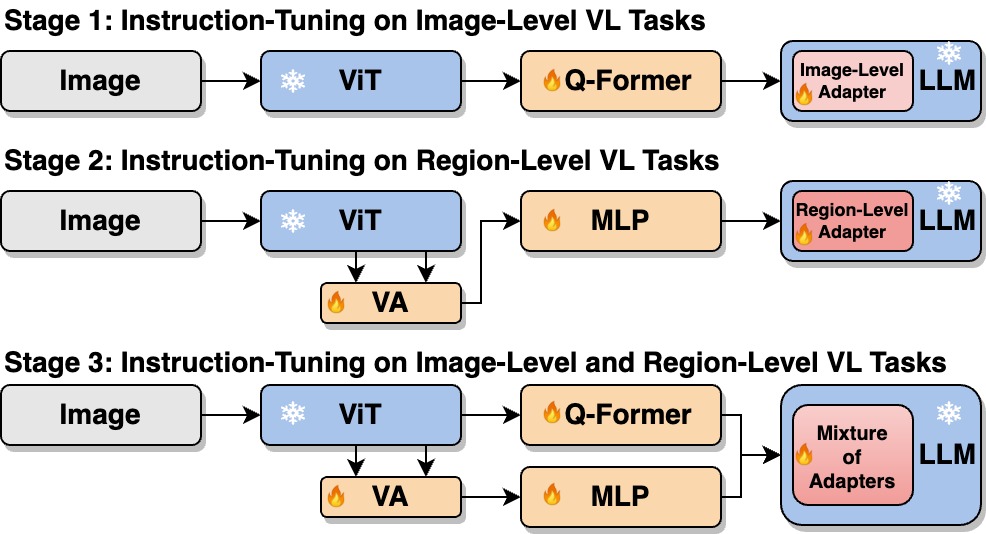 Stage 1: Instruction-Tuning on Image-Level VL Tasks
Image
ViT
Q-Former
Image-Level
Adapter
LLM
Stage 2: Instruction-Tuning on Region-Level VL Tasks
Image
ViT
MLP
Region-Level
Adapter
LLM
VA
Stage 3: Instruction-Tuning on Image-Level and Region-Level VL Tasks
Image
ViT
Q-Former
Mixture
of
Adapters
LLM
VA
MLP